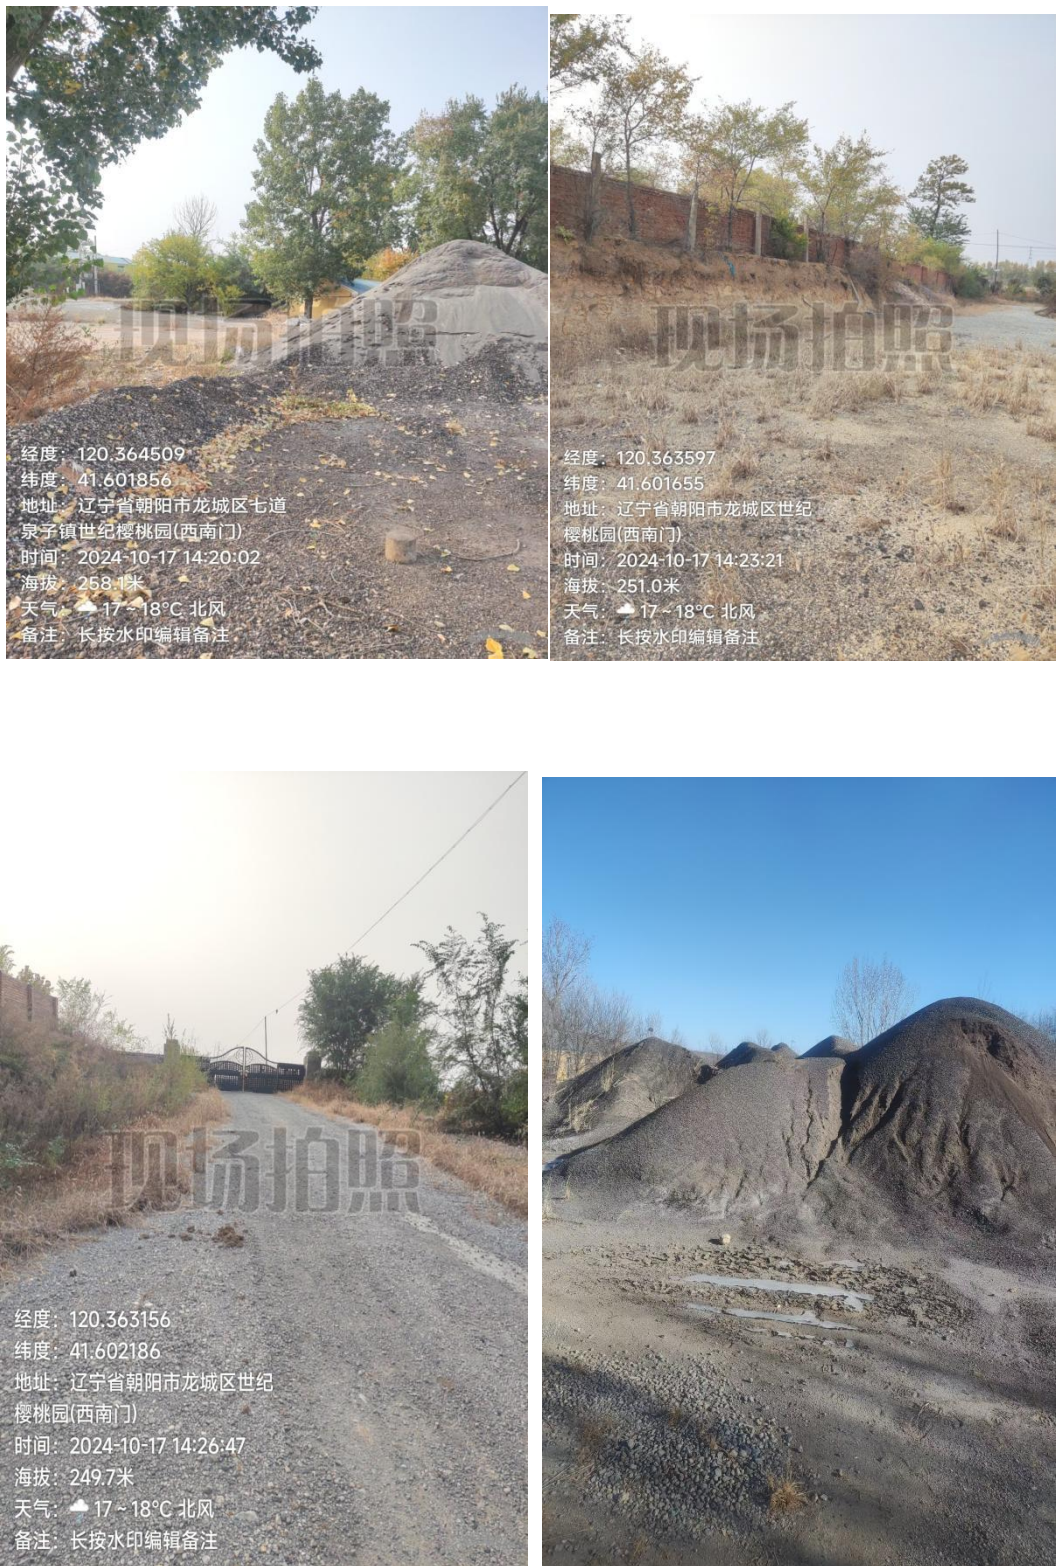 现场拍照
经度：120.364509
纬度：41.601856
地址：辽宁省朝阳市龙城区七道
泉子镇世纪樱桃园(西南门)
时间：2024-10-17 14:20:02
海拔：258.1米
天气：☁ 17～18°C 北风
备注：长按水印编辑备注
现场拍照
经度：120.363597
纬度：41.601655
地址：辽宁省朝阳市龙城区世纪
樱桃园(西南门)
时间：2024-10-17 14:23:21
海拔：251.0米
天气：☁ 17～18°C 北风
备注：长按水印编辑备注
现场拍照
经度：120.363156
纬度：41.602186
地址：辽宁省朝阳市龙城区世纪
樱桃园(西南门)
时间：2024-10-17 14:26:47
海拔：249.7米
天气：☁ 17～18°C 北风
备注：长按水印编辑备注